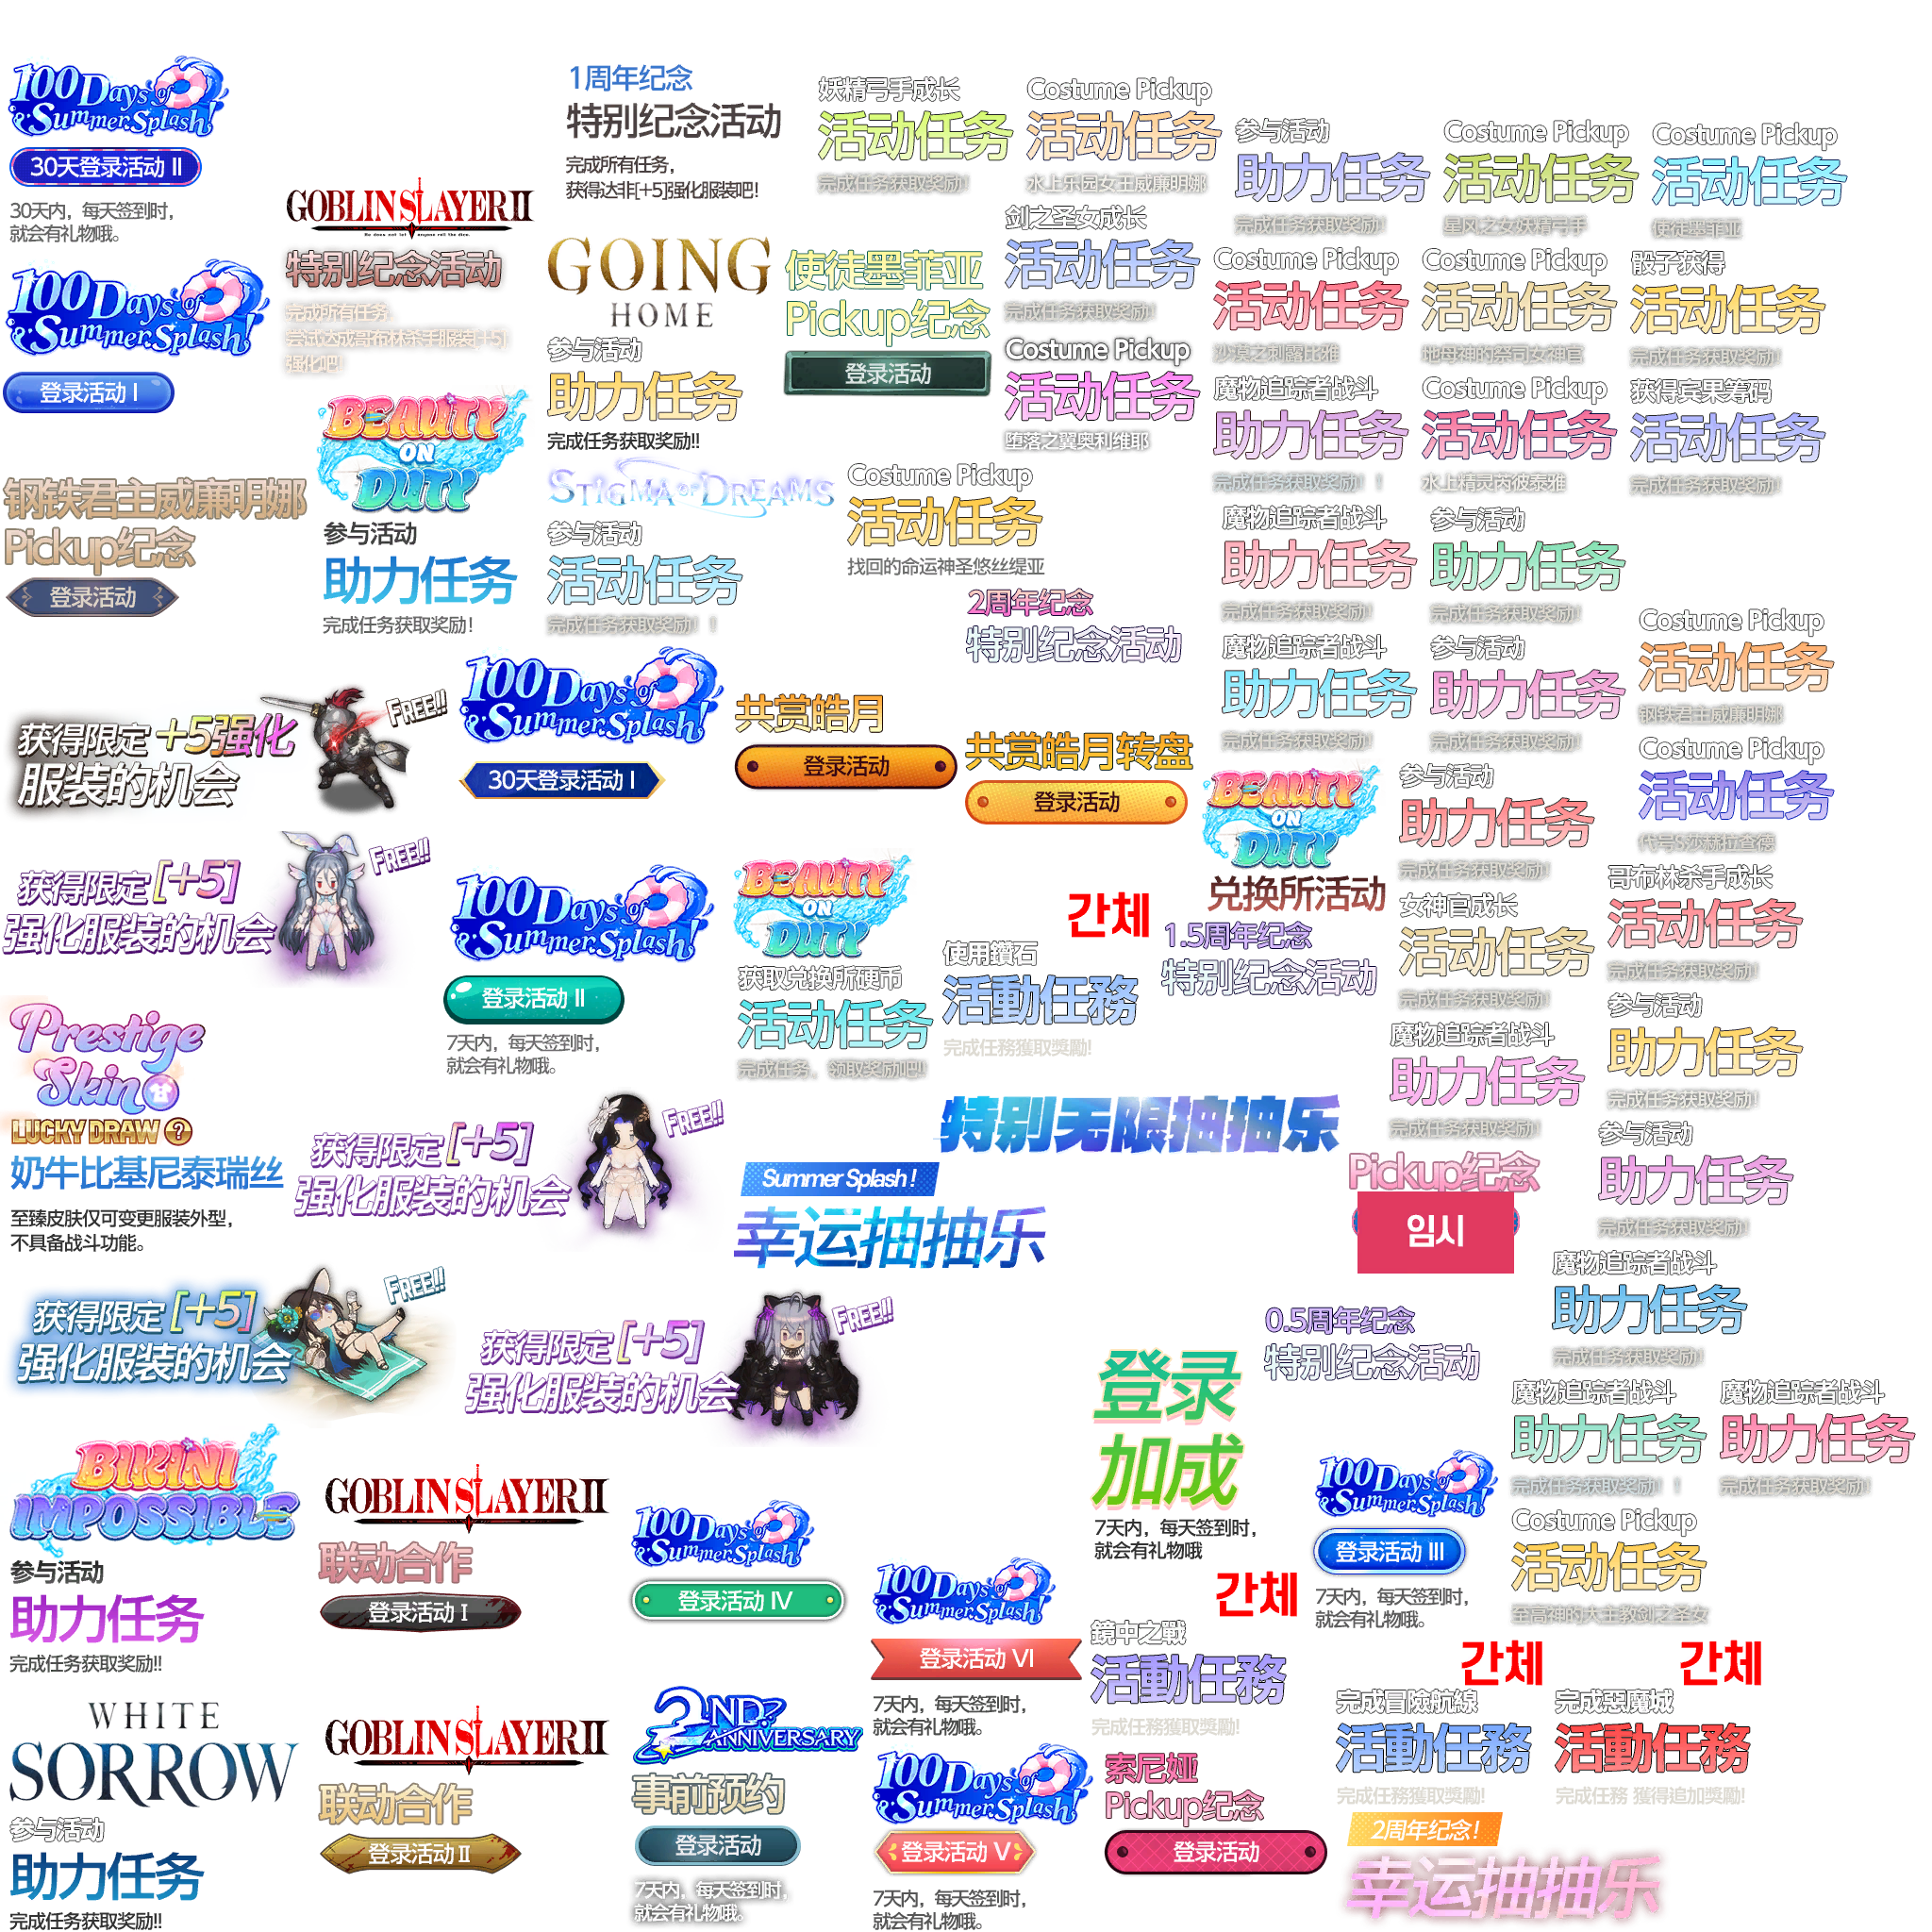 100 Days of
Summer Splash!
30天登录活动 II
30天内，每天签到时，
就会有礼物哦。
100 Days of
Summer Splash!
登录活动 I
GOBLIN SLAYER II
He does not let anyone roll the dice.
特别纪念活动
完成所有任务，
尝试达成哥布林杀手服装[+5]
强化吧！
1周年纪念
特别纪念活动
完成所有任务，
获得达非[+5]强化服装吧!
GOING
HOME
参与活动
助力任务
完成任务获取奖励!!
妖精弓手成长
活动任务
完成任务获取奖励!
Costume Pickup
活动任务
水上乐园女王威廉明娜
参与活动
助力任务
完成任务获取奖励!
Costume Pickup
活动任务
星风之女妖精弓手
Costume Pickup
活动任务
使徒墨菲亚
使徒墨菲亚
Pickup纪念
登录活动
剑之圣女成长
活动任务
完成任务获取奖励!
Costume Pickup
活动任务
沙漠之刺露比雅
Costume Pickup
活动任务
地母神的祭司女神官
骰子获得
活动任务
完成任务获取奖励!
Costume Pickup
活动任务
堕落之翼奥利维耶
魔物追踪者战斗
助力任务
完成任务获取奖励！！
Costume Pickup
活动任务
水上精灵芮彼泰雅
获得宾果筹码
活动任务
完成任务获取奖励!
钢铁君主威廉明娜
Pickup纪念
登录活动
BEAUTY
ON
DUTY
参与活动
助力任务
完成任务获取奖励!
STIGMA OF DREAMS
参与活动
活动任务
完成任务获取奖励！！
Costume Pickup
活动任务
找回的命运神圣悠丝缇亚
2周年纪念
特别纪念活动
魔物追踪者战斗
助力任务
完成任务获取奖励!
参与活动
助力任务
完成任务获取奖励!
魔物追踪者战斗
助力任务
完成任务获取奖励!
参与活动
助力任务
完成任务获取奖励!
Costume Pickup
活动任务
钢铁君主威廉明娜
Costume Pickup
活动任务
代号S沙赫拉查德
获得限定 +5强化
服装的机会
FREE!!
100 Days of
Summer Splash!
30天登录活动 I
共赏皓月
登录活动
共赏皓月转盘
登录活动
BEAUTY
ON
DUTY
兑换所活动
参与活动
助力任务
完成任务获取奖励!
获得限定 [+5]
强化服装的机会
FREE!!
100 Days of
Summer Splash!
登录活动 II
7天内，每天签到时，
就会有礼物哦。
BEAUTY
ON
DUTY
获取兑换所硬币
活动任务
完成任务，领取奖励吧!!
간체
使用鑽石
活動任務
完成任務獲取獎勵!
1.5周年纪念
特别纪念活动
女神官成长
活动任务
完成任务获取奖励!
哥布林杀手成长
活动任务
完成任务获取奖励!
魔物追踪者战斗
助力任务
完成任务获取奖励!
参与活动
助力任务
完成任务获取奖励!
Prestige
Skin
LUCKY DRAW ?
奶牛比基尼泰瑞丝
至臻皮肤仅可变更服装外型，
不具备战斗功能。
获得限定 [+5]
强化服装的机会
FREE!!
特别无限抽抽乐
Summer Splash !
幸运抽抽乐
Pickup纪念
임시
参与活动
助力任务
完成任务获取奖励!
获得限定 [+5]
强化服装的机会
FREE!!
获得限定 [+5]
强化服装的机会
FREE!!
0.5周年纪念
特别纪念活动
魔物追踪者战斗
助力任务
完成任务获取奖励!
登录
加成
7天内，每天签到时，
就会有礼物哦
魔物追踪者战斗
助力任务
完成任务获取奖励！！
魔物追踪者战斗
助力任务
完成任务获取奖励!
BIKINI
IMPOSSIBLE
参与活动
助力任务
完成任务获取奖励!!
GOBLIN SLAYER II
联动合作
登录活动 I
100 Days of
Summer Splash!
登录活动 IV
100 Days of
Summer Splash!
登录活动 VI
7天内，每天签到时，
就会有礼物哦。
100 Days of
Summer Splash!
登录活动 III
7天内，每天签到时，
就会有礼物哦。
Costume Pickup
活动任务
至高神的大主教剑之圣女
간체
鏡中之戰
活動任務
完成任務獲取獎勵!
간체
完成冒險航線
活動任務
完成任務獲取獎勵!
간체
完成惡魔城
活動任務
完成任務 獲得追加獎勵!
WHITE
SORROW
参与活动
助力任务
完成任务获取奖励!!
GOBLIN SLAYER II
联动合作
登录活动 II
2ND
ANNIVERSARY
事前预约
登录活动
7天内，每天签到时，
就会有礼物哦。
100 Days of
Summer Splash!
登录活动 V
7天内，每天签到时，
就会有礼物哦。
索尼娅
Pickup纪念
登录活动
2周年纪念！
幸运抽抽乐